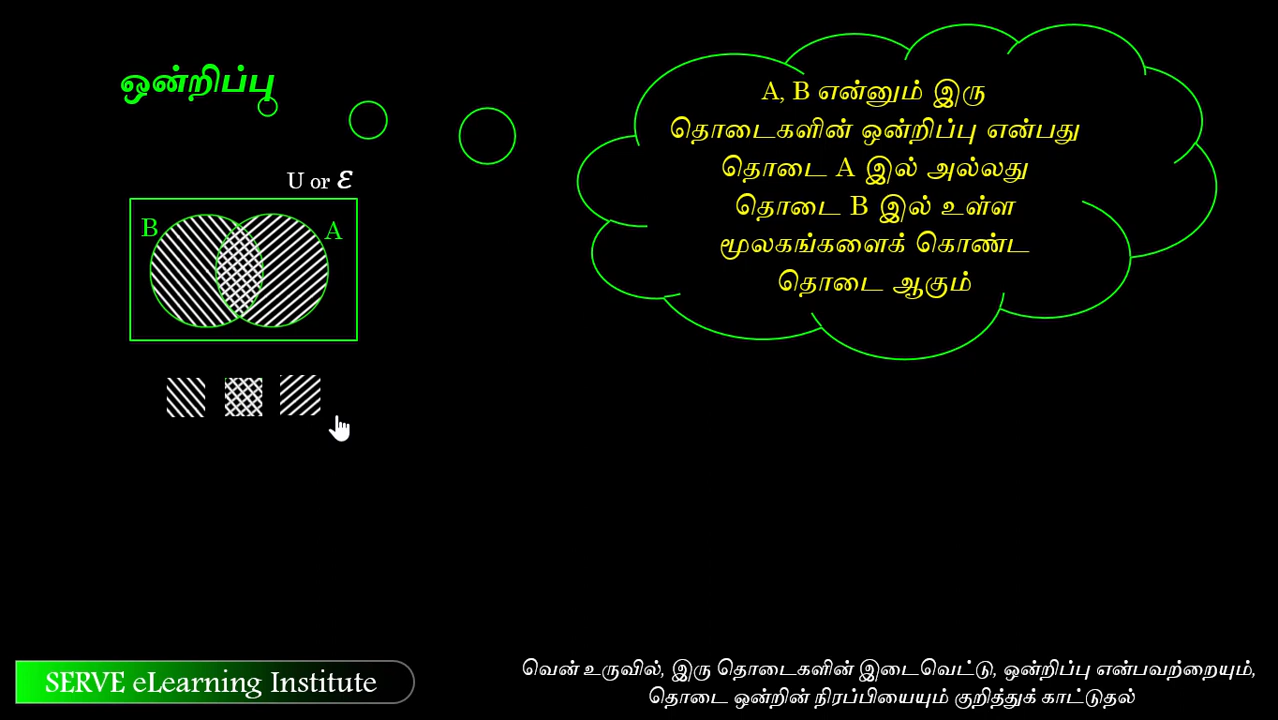 ஒன்றிப்பு
A, B என்னும் இரு
தொடைகளின் ஒன்றிப்பு என்பது
தொடை A இல் அல்லது
தொடை B இல் உள்ள
மூலகங்களைக் கொண்ட
தொடை ஆகும்
U or ℰ
B
A
SERVE eLearning Institute
வென் உருவில், இரு தொடைகளின் இடைவெட்டு, ஒன்றிப்பு என்பவற்றையும்,
தொடை ஒன்றின் நிரப்பியையும் குறித்துக் காட்டுதல்